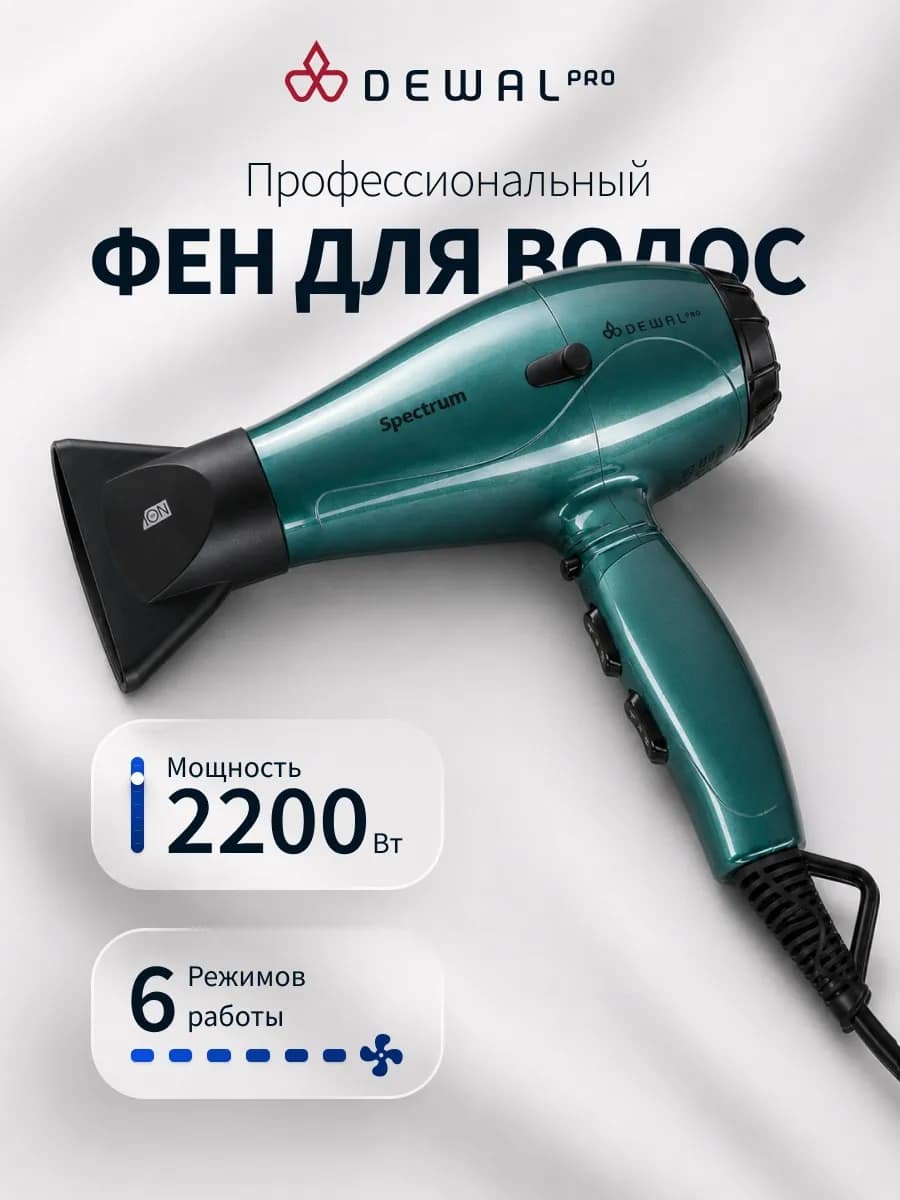 DEWAL PRO
Профессиональный
ФЕН ДЛЯ ВОЛОС
DEWAL PRO
Spectrum
ION
Мощность
2200 Вт
6 Режимов
работы